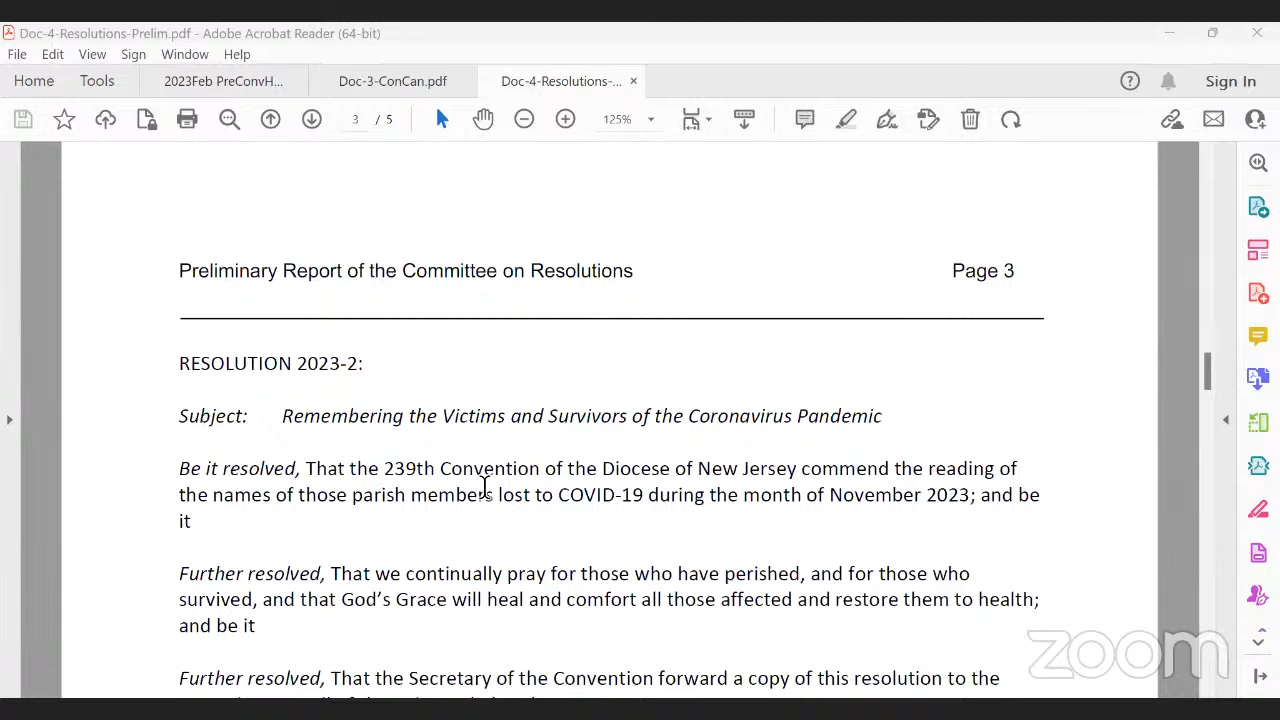 Doc-4-Resolutions-Prelim.pdf - Adobe Acrobat Reader (64-bit)
File Edit View Sign Window Help
Home Tools 2023Feb PreConvH... Doc-3-ConCan.pdf Doc-4-Resolutions-... × Sign In
3 / 5 125%
Preliminary Report of the Committee on Resolutions Page 3
RESOLUTION 2023-2:
Subject: Remembering the Victims and Survivors of the Coronavirus Pandemic
Be it resolved, That the 239th Convention of the Diocese of New Jersey commend the reading of
the names of those parish members lost to COVID-19 during the month of November 2023; and be
it
Further resolved, That we continually pray for those who have perished, and for those who
survived, and that God’s Grace will heal and comfort all those affected and restore them to health;
and be it
Further resolved, That the Secretary of the Convention forward a copy of this resolution to the
zoom